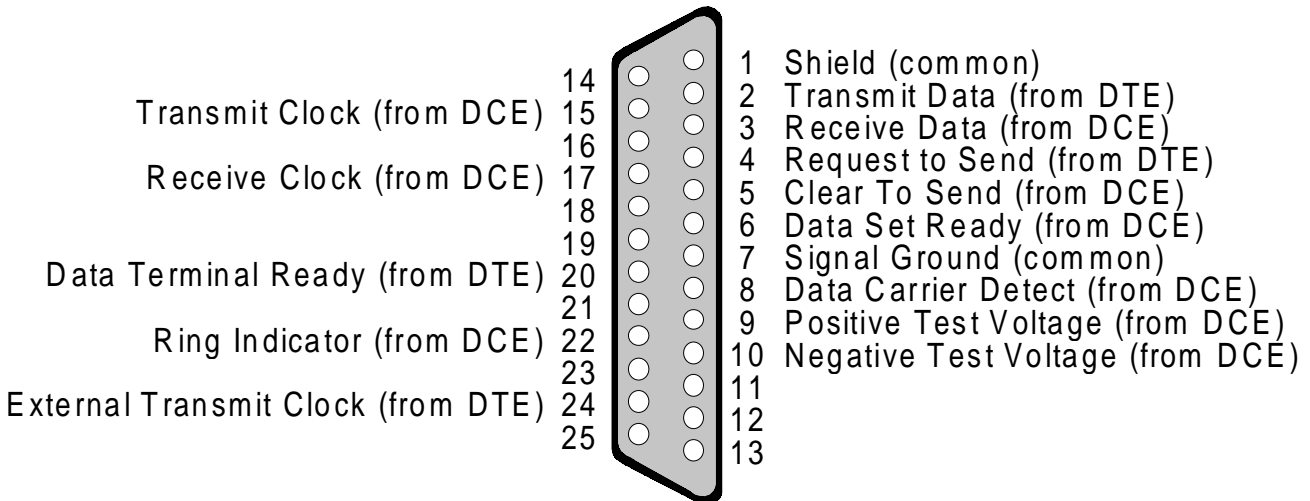 14
Transmit Clock (from DCE) 15
16
Receive Clock (from DCE) 17
18
19
Data Terminal Ready (from DTE) 20
21
Ring Indicator (from DCE) 22
23
External Transmit Clock (from DTE) 24
25
1 Shield (common)
2 Transmit Data (from DTE)
3 Receive Data (from DCE)
4 Request to Send (from DTE)
5 Clear To Send (from DCE)
6 Data Set Ready (from DCE)
7 Signal Ground (common)
8 Data Carrier Detect (from DCE)
9 Positive Test Voltage (from DCE)
10 Negative Test Voltage (from DCE)
11
12
13